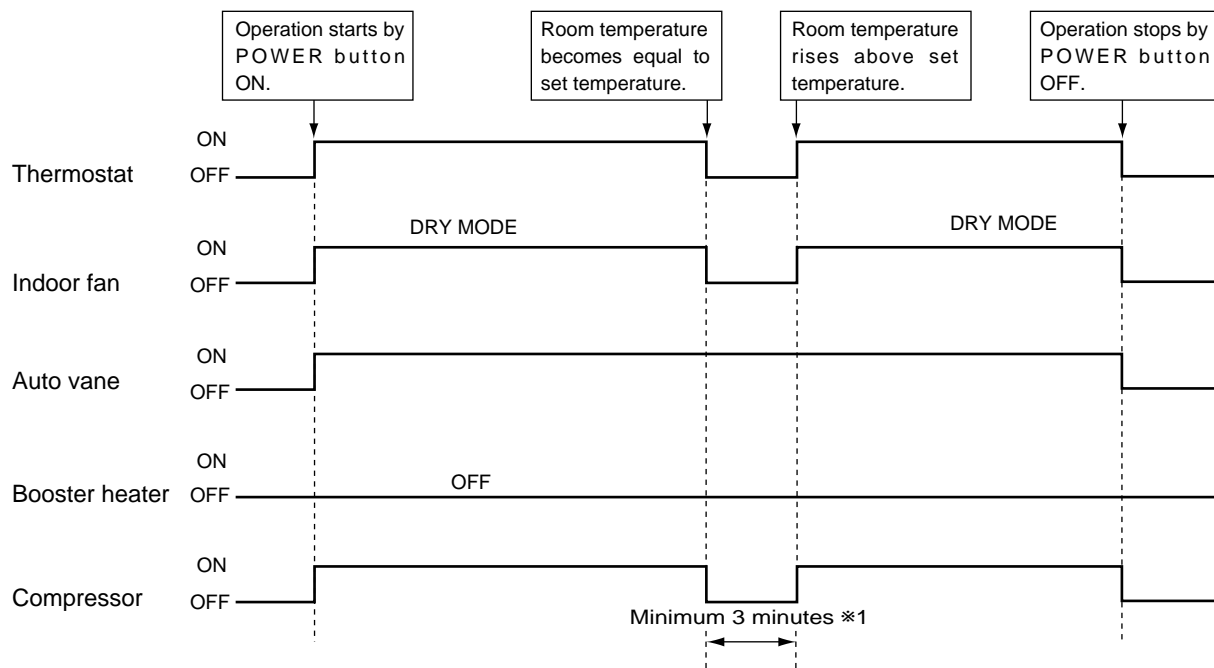 Operation starts by
POWER button
ON.
Room temperature
becomes equal to
set temperature.
Room temperature
rises above set
temperature.
Operation stops by
POWER button
OFF.
ON
Thermostat
OFF
DRY MODE
DRY MODE
ON
Indoor fan
OFF
ON
Auto vane
OFF
ON
Booster heater
OFF
OFF
ON
Compressor
OFF
Minimum 3 minutes ※1